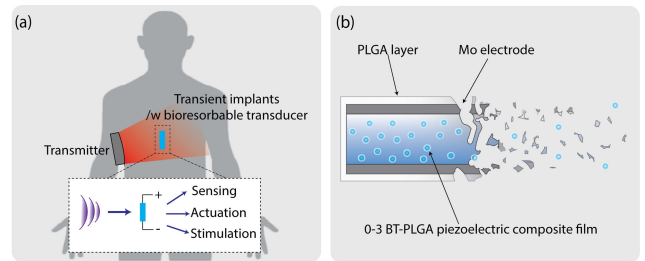 (a)
Transient implants
/w bioresorbable transducer
Transmitter
+
-
Sensing
Actuation
Stimulation
(b)
PLGA layer
Mo electrode
0-3 BT-PLGA piezoelectric composite film